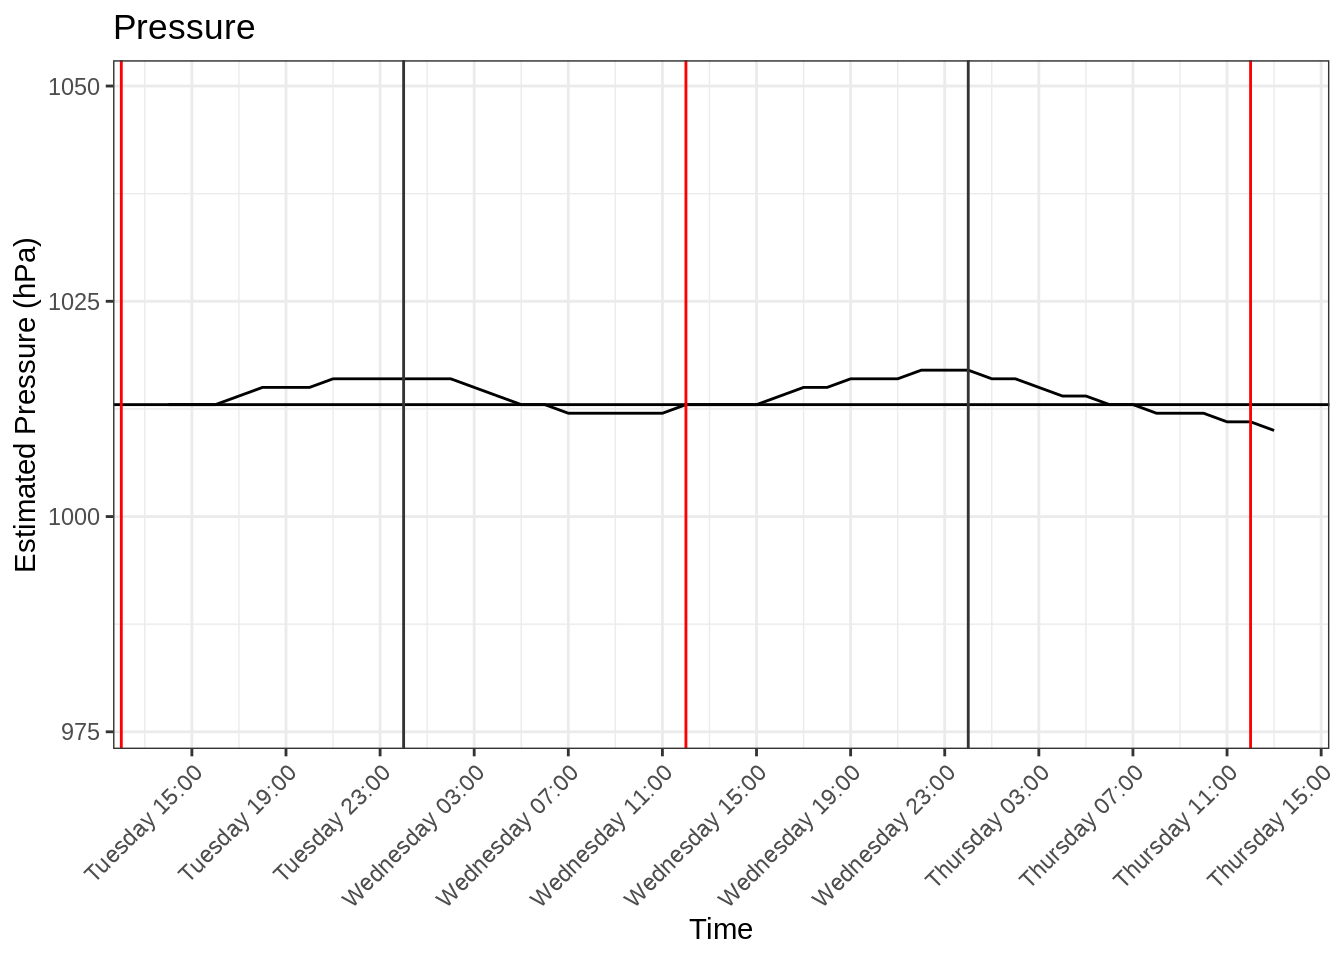 Pressure
1050
1025
1000
975
Estimated Pressure (hPa)
Tuesday 15:00
Tuesday 19:00
Tuesday 23:00
Wednesday 03:00
Wednesday 07:00
Wednesday 11:00
Wednesday 15:00
Wednesday 19:00
Wednesday 23:00
Thursday 03:00
Thursday 07:00
Thursday 11:00
Thursday 15:00
Time